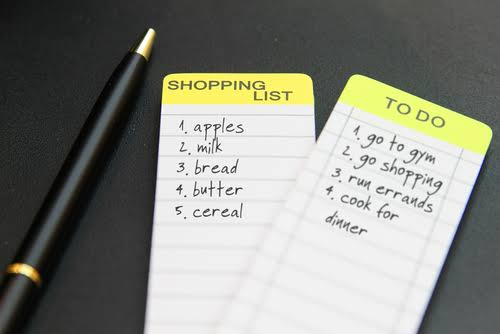 SHOPPING
LIST
1. apples
2. milk
3. bread
4. butter
5. cereal
TO DO
1. go to gym
2. go shopping
3. run errands
4. cook for
dinner